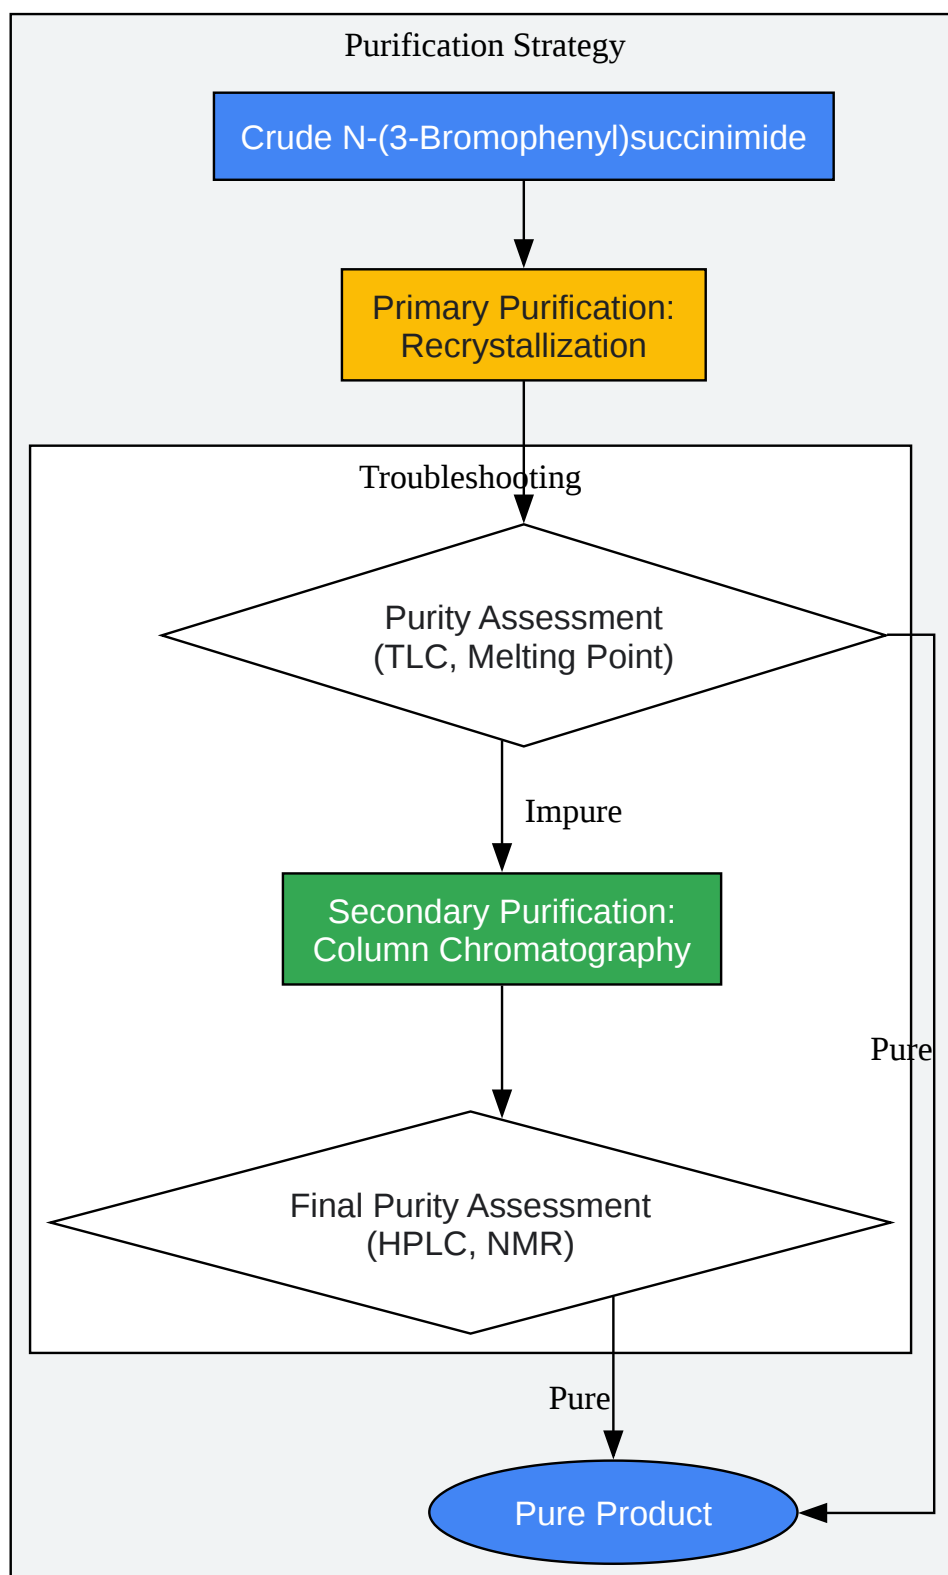 Purification Strategy
Crude N-(3-Bromophenyl)succinimide
Primary Purification:
Recrystallization
Troubleshooting
Purity Assessment
(TLC, Melting Point)
Impure
Secondary Purification:
Column Chromatography
Pure
Final Purity Assessment
(HPLC, NMR)
Pure
Pure Product